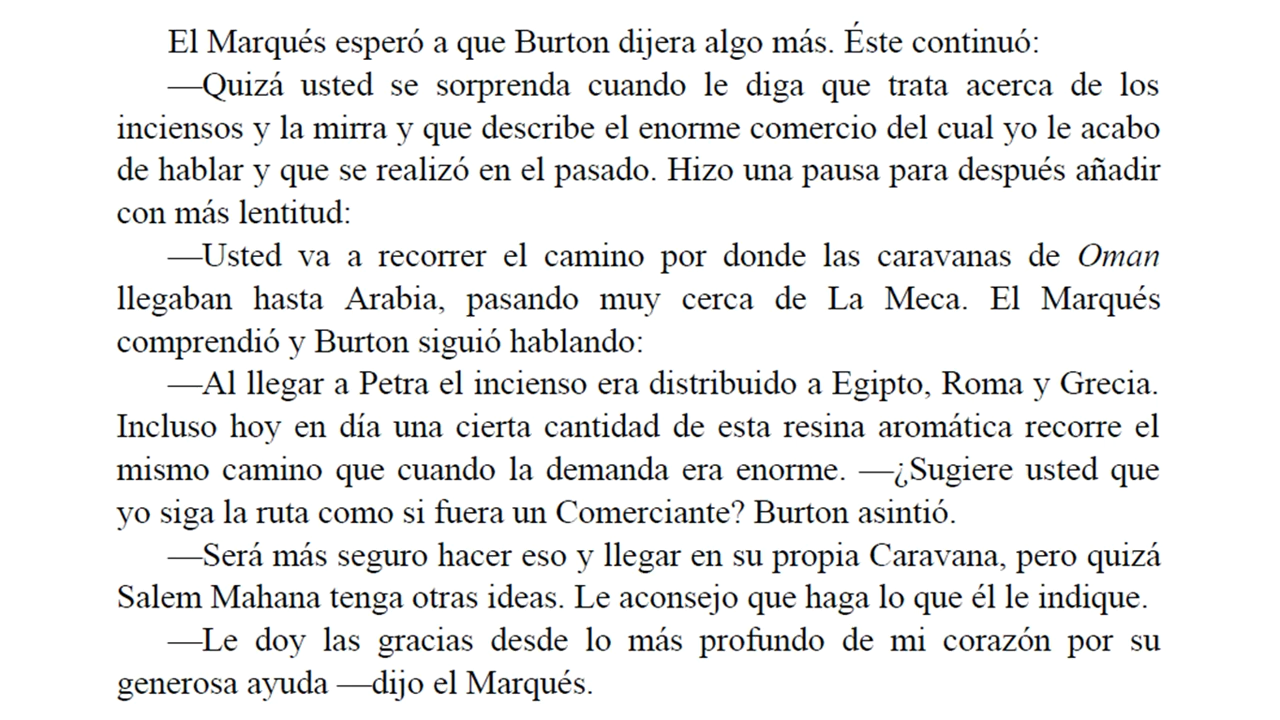 El Marqués esperó a que Burton dijera algo más. Éste continuó:
—Quizá usted se sorprenda cuando le diga que trata acerca de los
inciensos y la mirra y que describe el enorme comercio del cual yo le acabo
de hablar y que se realizó en el pasado. Hizo una pausa para después añadir
con más lentitud:
—Usted va a recorrer el camino por donde las caravanas de Oman
llegaban hasta Arabia, pasando muy cerca de La Meca. El Marqués
comprendió y Burton siguió hablando:
—Al llegar a Petra el incienso era distribuido a Egipto, Roma y Grecia.
Incluso hoy en día una cierta cantidad de esta resina aromática recorre el
mismo camino que cuando la demanda era enorme. —¿Sugiere usted que
yo siga la ruta como si fuera un Comerciante? Burton asintió.
—Será más seguro hacer eso y llegar en su propia Caravana, pero quizá
Salem Mahana tenga otras ideas. Le aconsejo que haga lo que él le indique.
—Le doy las gracias desde lo más profundo de mi corazón por su
generosa ayuda —dijo el Marqués.